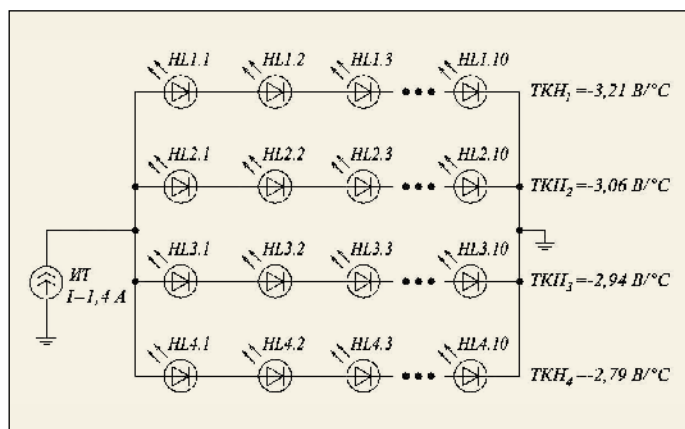 HL1.1 HL1.2 HL1.3 HL1.10
ТКН₁ =-3,21 В/°С
HL2.1 HL2.2 HL2.3 HL2.10
ТКН₂ =-3,06 В/°С
ИТ
I=1,4 А
HL3.1 HL3.2 HL3.3 HL3.10
ТКН₃ =-2,94 В/°С
HL4.1 HL4.2 HL4.3 HL4.10
ТКН₄ =-2,79 В/°С